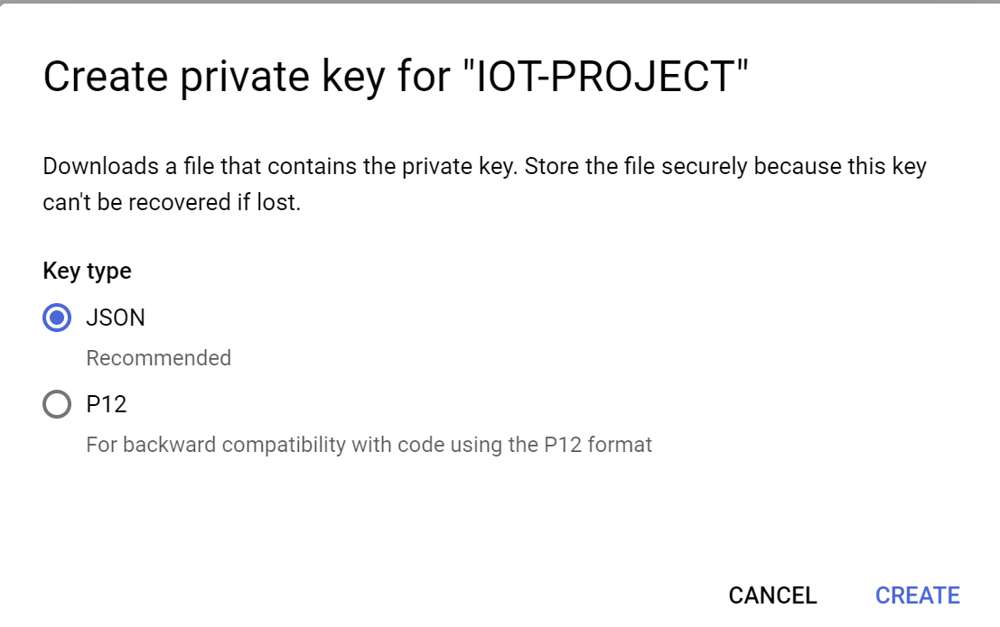 Create private key for "IOT-PROJECT"
Downloads a file that contains the private key. Store the file securely because this key
can't be recovered if lost.
Key type
JSON
Recommended
P12
For backward compatibility with code using the P12 format
CANCEL CREATE